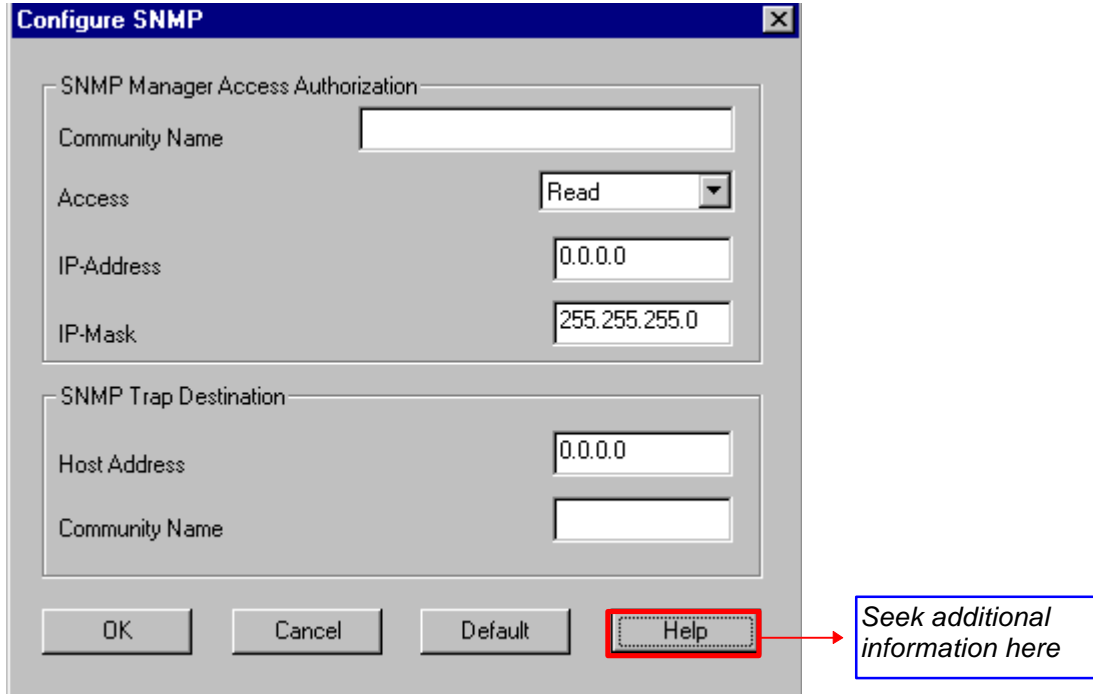 Configure SNMP
SNMP Manager Access Authorization
Community Name
Access
Read
IP-Address
0.0.0.0
IP-Mask
255.255.255.0
SNMP Trap Destination
Host Address
0.0.0.0
Community Name
OK
Cancel
Default
Help
Seek additional
information here